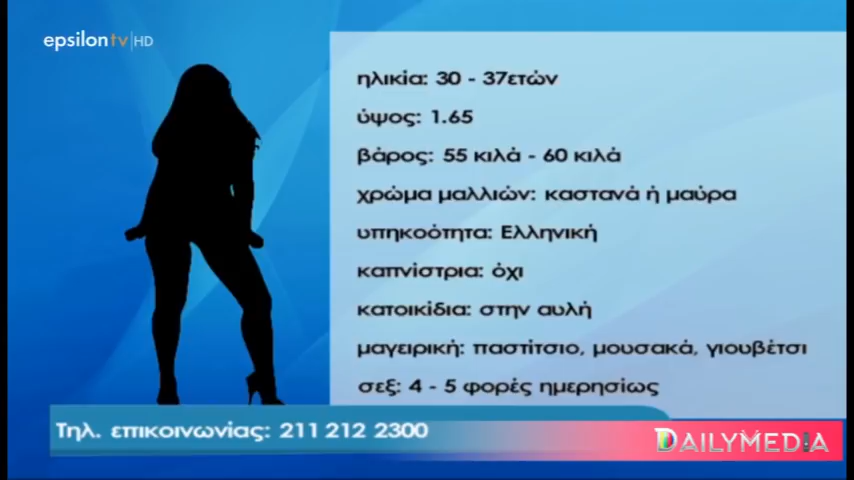 epsilontv|HD
ηλικία: 30 - 37ετών
ύψος: 1.65
βάρος: 55 κιλά - 60 κιλά
χρώμα μαλλιών: καστανά ή μαύρα
υπηκοότητα: Ελληνική
καπνίστρια: όχι
κατοικίδια: στην αυλή
μαγειρική: παστίτσιο, μουσακά, γιουβέτσι
σεξ: 4 - 5 φορές ημερησίως
Τηλ. επικοινωνίας: 211 212 2300
DAILYMEDIA